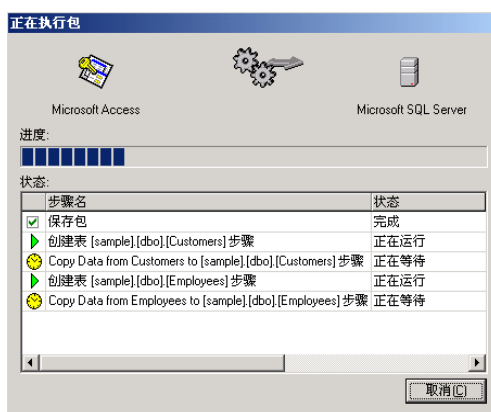 正在执行包
Microsoft Access
Microsoft SQL Server
进度:
状态:
步骤名 状态
保存包 完成
创建表 [sample].[dbo].[Customers] 步骤 正在运行
Copy Data from Customers to [sample].[dbo].[Customers] 步骤 正在等待
创建表 [sample].[dbo].[Employees] 步骤 正在运行
Copy Data from Employees to [sample].[dbo].[Employees] 步骤 正在等待
取消(C)